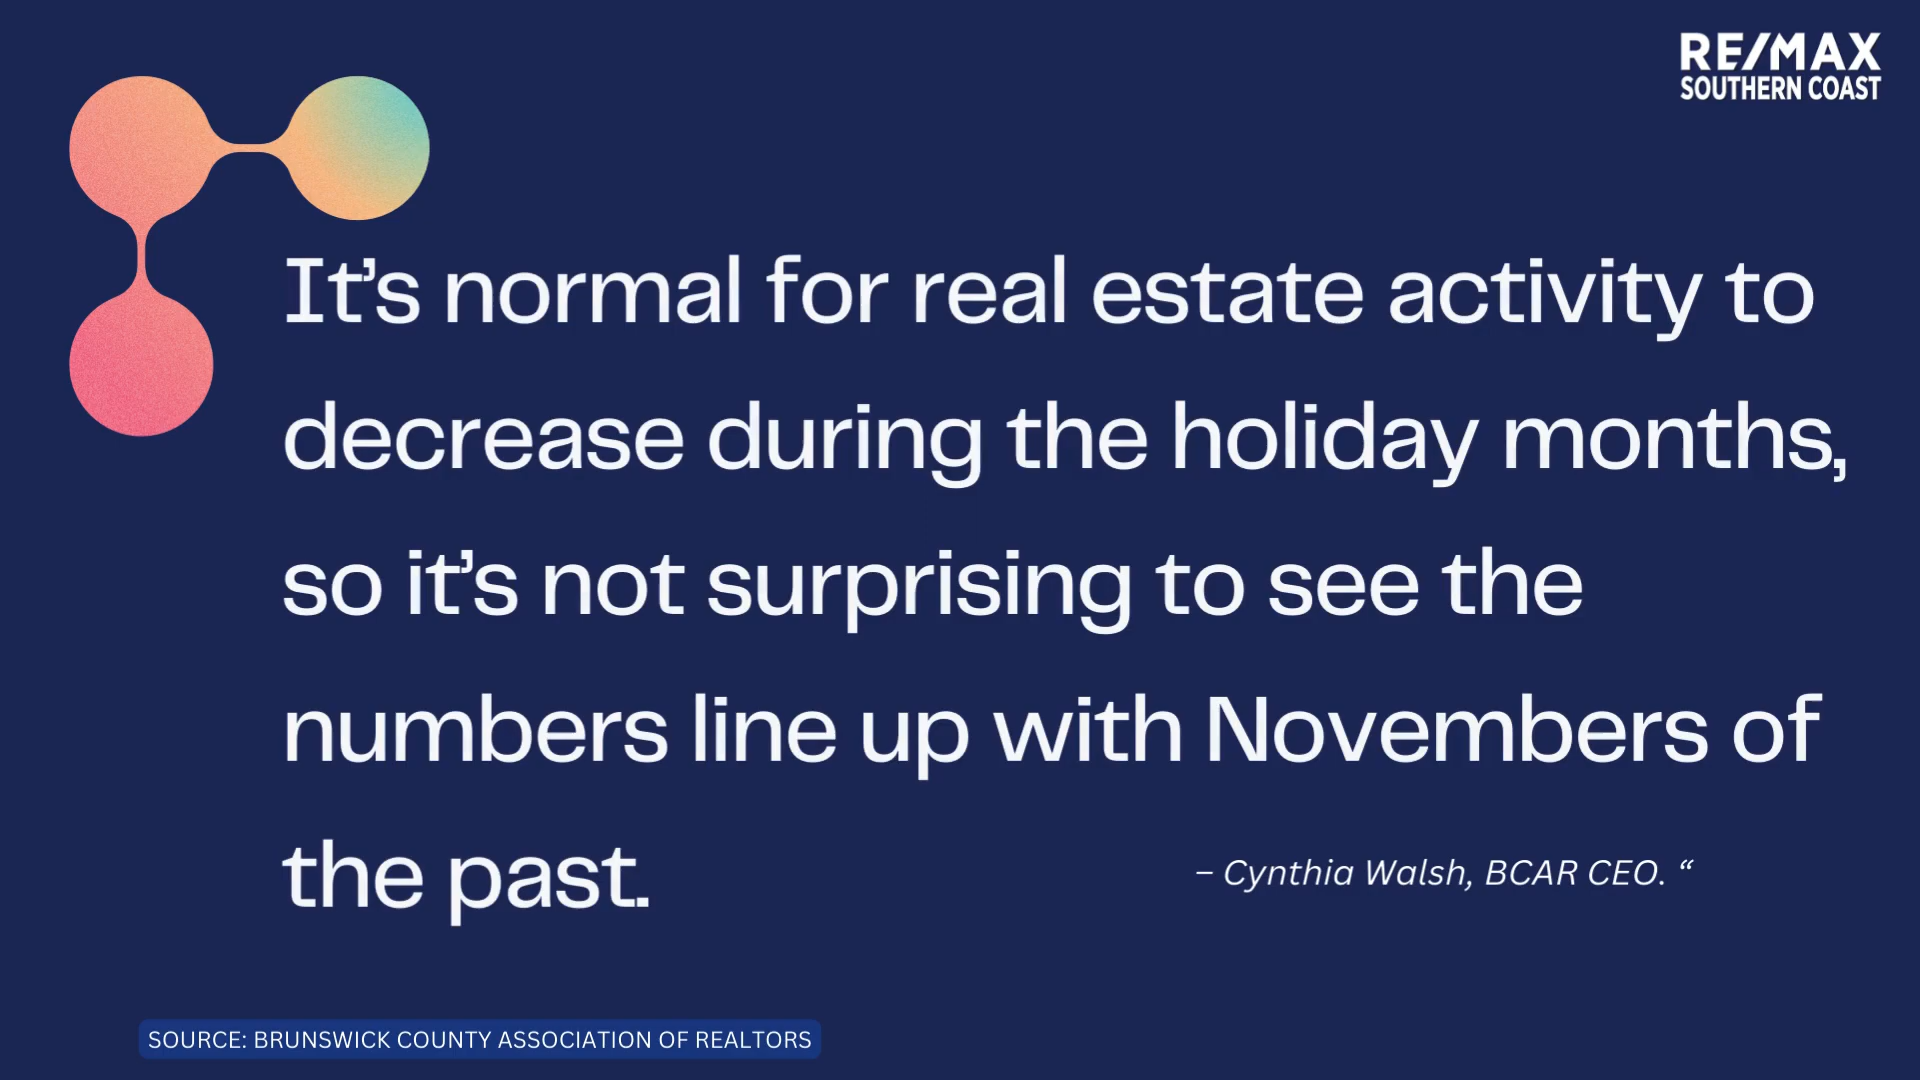 RE/MAX
SOUTHERN COAST
It’s normal for real estate activity to
decrease during the holiday months,
so it’s not surprising to see the
numbers line up with Novembers of
the past.
– Cynthia Walsh, BCAR CEO. “
SOURCE: BRUNSWICK COUNTY ASSOCIATION OF REALTORS